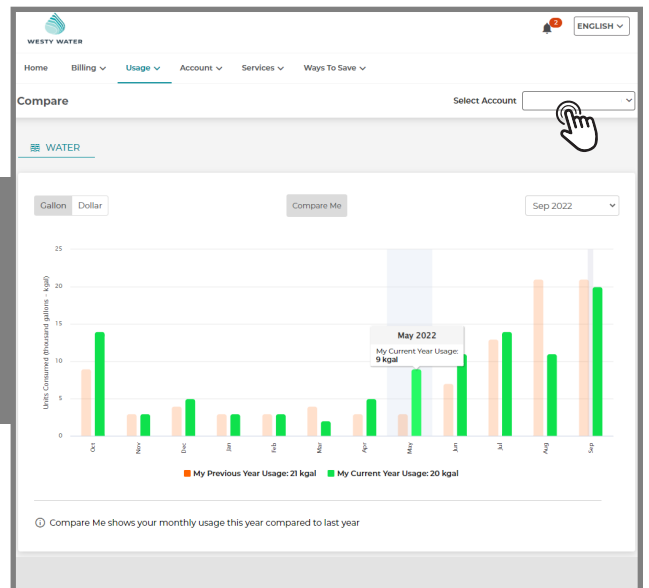 WESTY WATER
2
ENGLISH
Home Billing Usage Account Services Ways To Save
Compare
Select Account
WATER
Gallon Dollar
Compare Me
Sep 2022
Units Consumed (thousand gallons - kgal)
25
20
15
10
5
0
May 2022
My Current Year Usage:
9 kgal
Oct Nov Dec Jan Feb Mar Apr May Jun Jul Aug Sep
My Previous Year Usage: 21 kgal My Current Year Usage: 20 kgal
Compare Me shows your monthly usage this year compared to last year